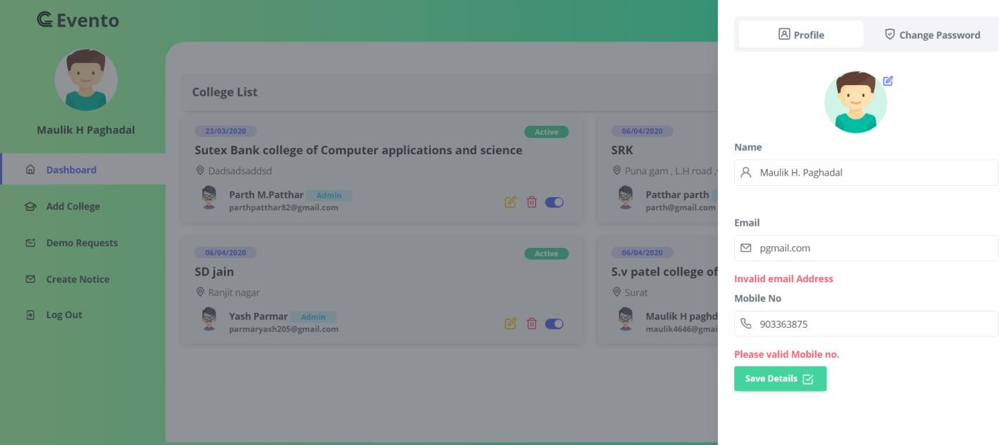 Evento
Maulik H Paghadal
Dashboard
Add College
Demo Requests
Create Notice
Log Out
College List
23/03/2020
Active
Sutex Bank college of Computer applications and science
Dadsadsaddsd
Parth M.Patthar Admin
parthpatthar82@gmail.com
06/04/2020
SRK
Puna gam , L.H road ,
Patthar parth
parth@gmail.com
06/04/2020
Active
SD jain
Ranjit nagar
Yash Parmar Admin
parmaryash205@gmail.com
06/04/2020
S.v patel college of
Surat
Maulik H paghd
maulik4646@gmai
Profile
Change Password
Name
Maulik H. Paghadal
Email
pgmail.com
Invalid email Address
Mobile No
903363875
Please valid Mobile no.
Save Details